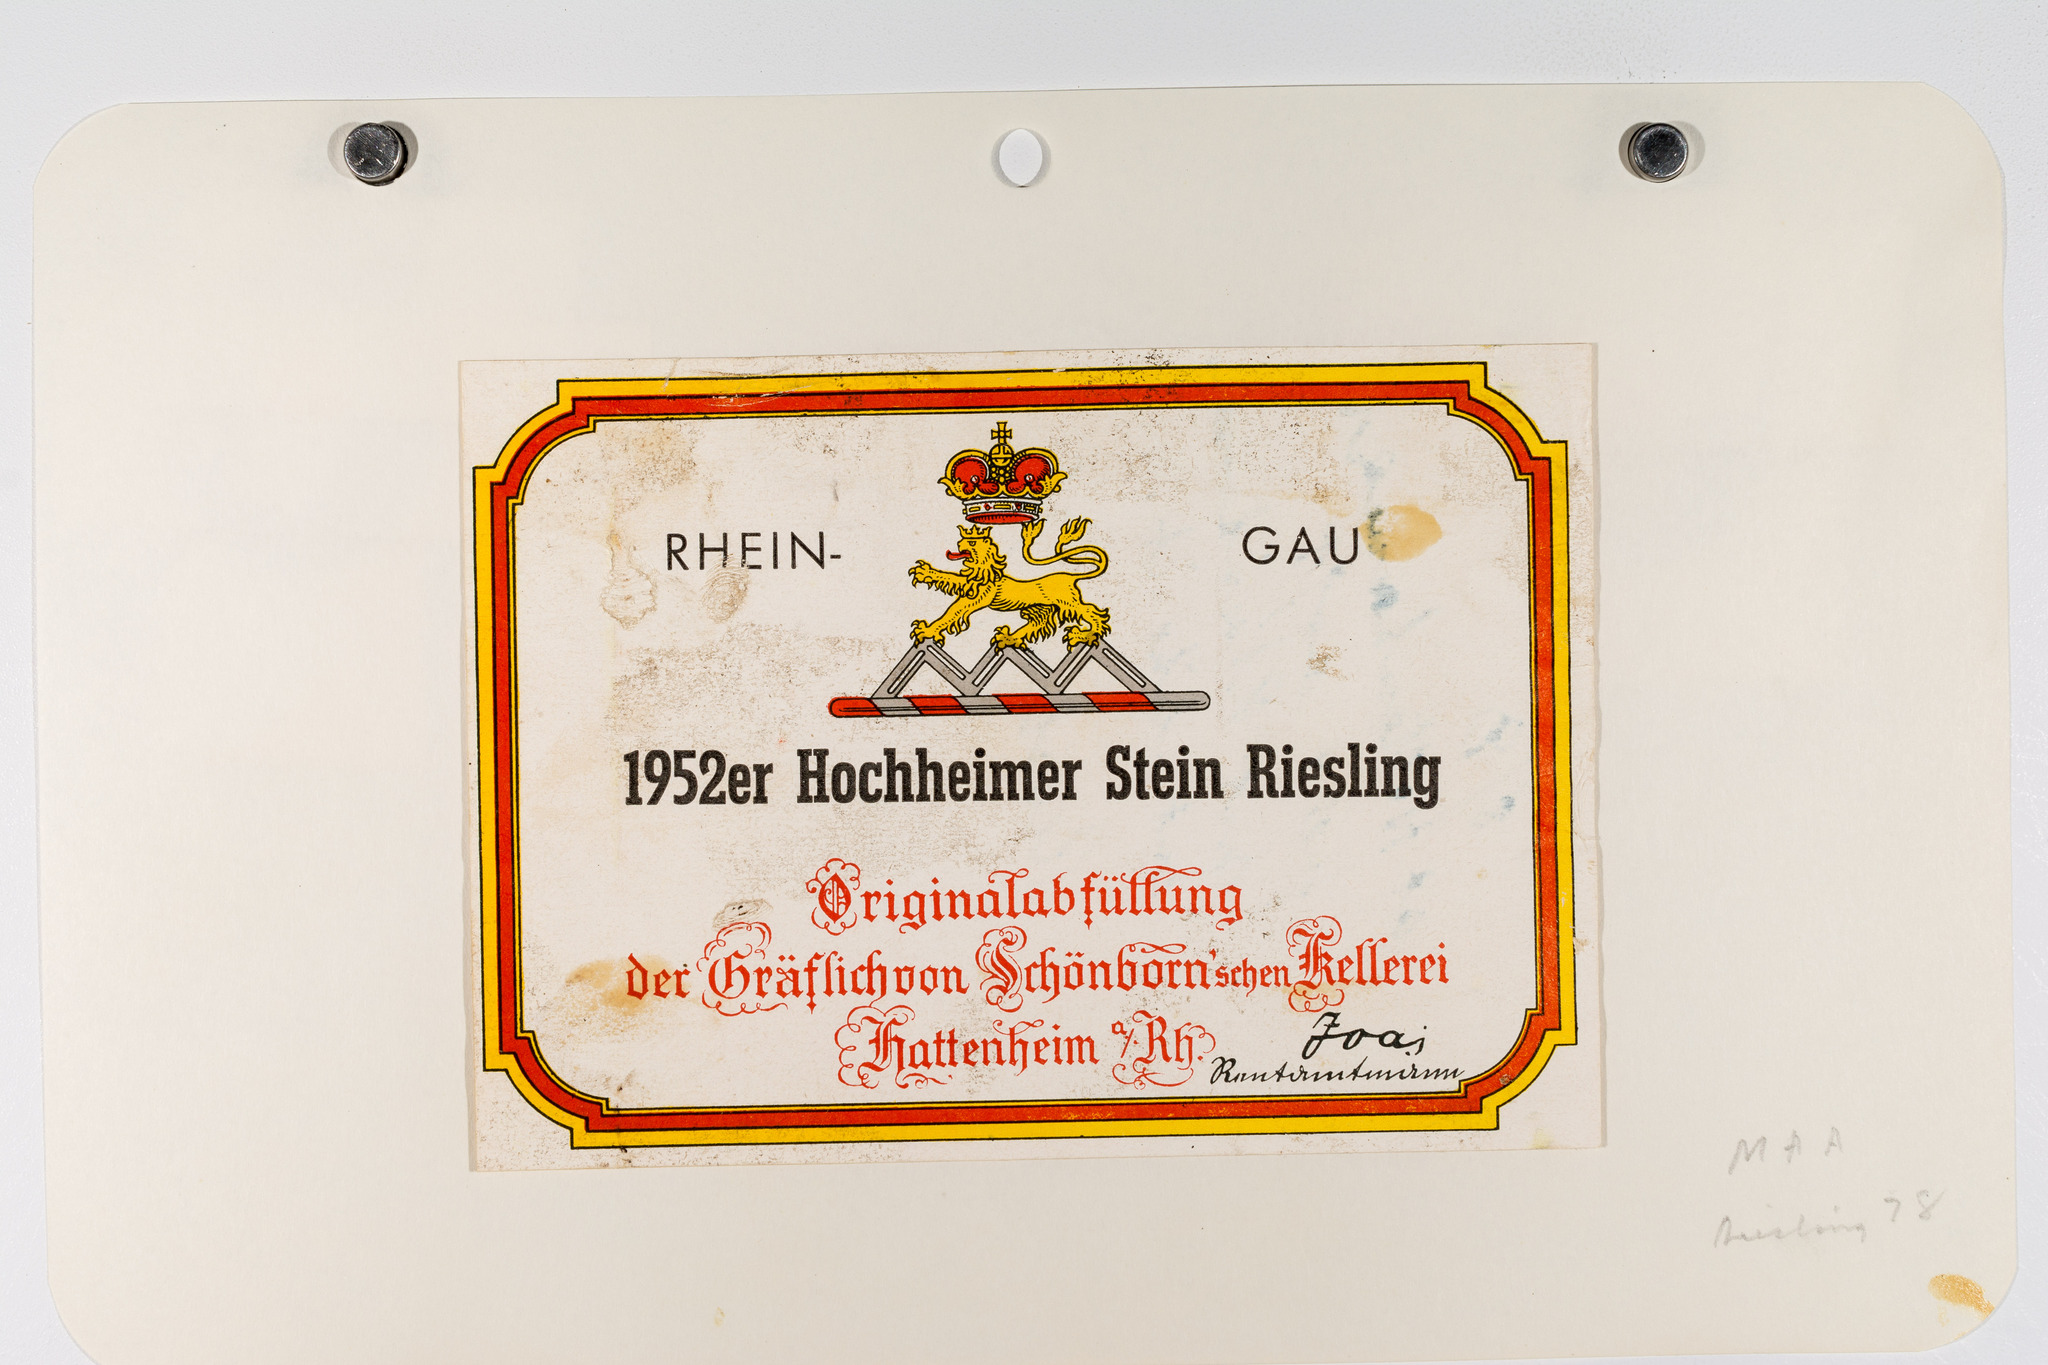 RHEIN- GAU
1952er Hochheimer Stein Riesling
Originalabfüllung
der Gräflich von Schönborn'schen Kellerei
Hattenheim a/Rh.
Joas
Rentamtmann
MAA
Riesling 78